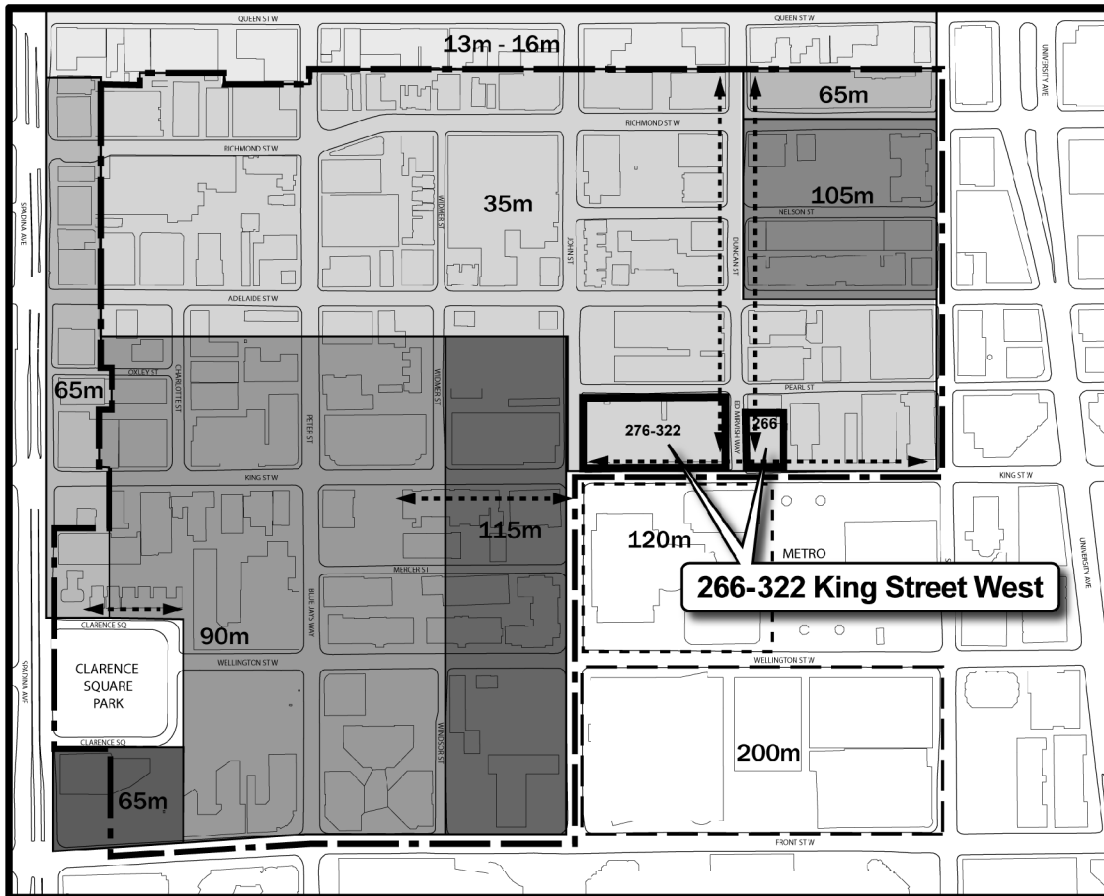 QUEEN ST W
QUEEN ST W
13m - 16m
UNIVERSITY AVE
65m
RICHMOND ST W
RICHMOND ST W
105m
35m
SPADINA AVE
WIDMER ST
NELSON ST
JOHN ST
DUNCAN ST
ADELAIDE ST W
OXLEY ST
65m
CHARLOTTE ST
WIDMER ST
PEARL ST
PETER ST
276-322
ED MIRVISH WAY
266
KING ST W
KING ST W
115m
120m
METRO
UNIVERSITY AVE
MERCER ST
266-322 King Street West
BLUE JAYS WAY
CLARENCE SQ
90m
WELLINGTON ST W
WELLINGTON ST W
SPADINA AVE
CLARENCE
SQUARE
PARK
WINDSOR ST
CLARENCE SQ
200m
65m
FRONT ST W